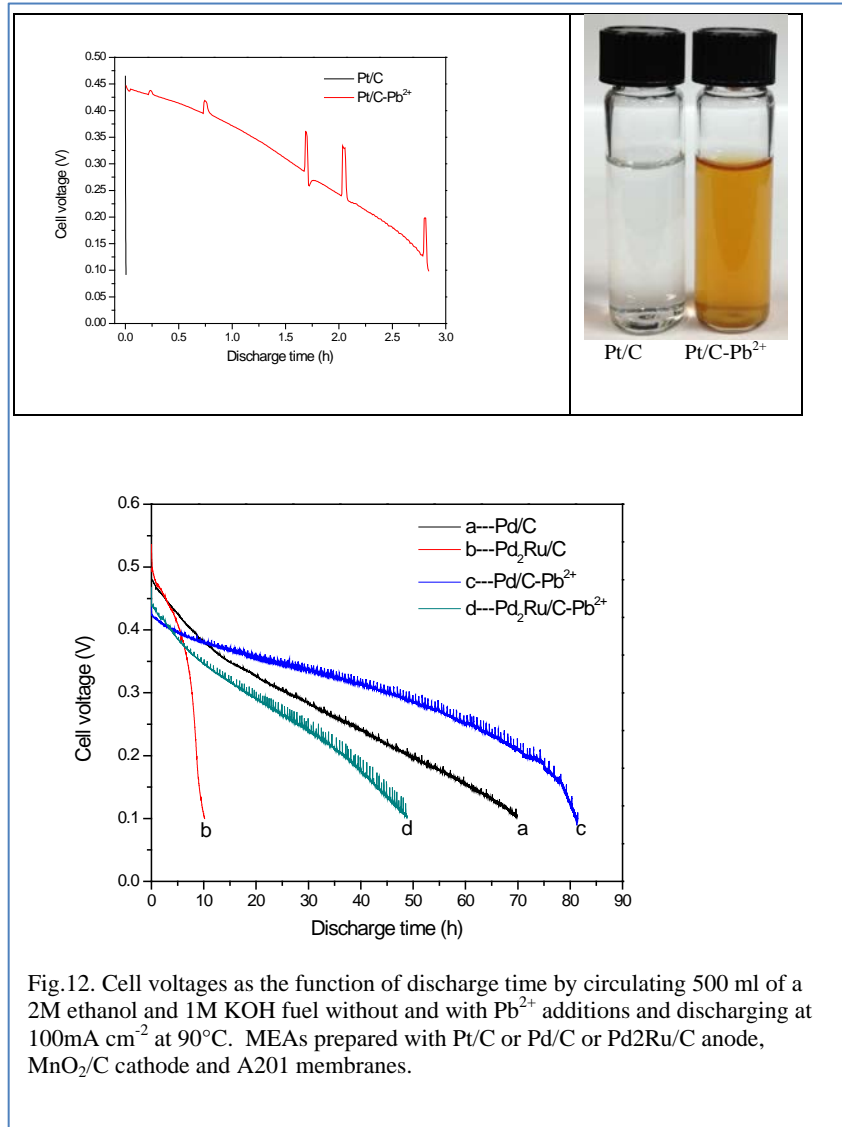 0.50
0.45
0.40
0.35
0.30
0.25
0.20
0.15
0.10
0.05
0.00
Cell voltage (V)
Pt/C
Pt/C-Pb²⁺
0.0 0.5 1.0 1.5 2.0 2.5 3.0
Discharge time (h)
Pt/C Pt/C-Pb²⁺
0.6
0.5
0.4
0.3
0.2
0.1
0.0
Cell voltage (V)
a---Pd/C
b---Pd₂Ru/C
c---Pd/C-Pb²⁺
d---Pd₂Ru/C-Pb²⁺
b d a c
0 10 20 30 40 50 60 70 80 90
Discharge time (h)
Fig.12. Cell voltages as the function of discharge time by circulating 500 ml of a
2M ethanol and 1M KOH fuel without and with Pb²⁺ additions and discharging at
100mA cm⁻² at 90°C. MEAs prepared with Pt/C or Pd/C or Pd2Ru/C anode,
MnO₂/C cathode and A201 membranes.